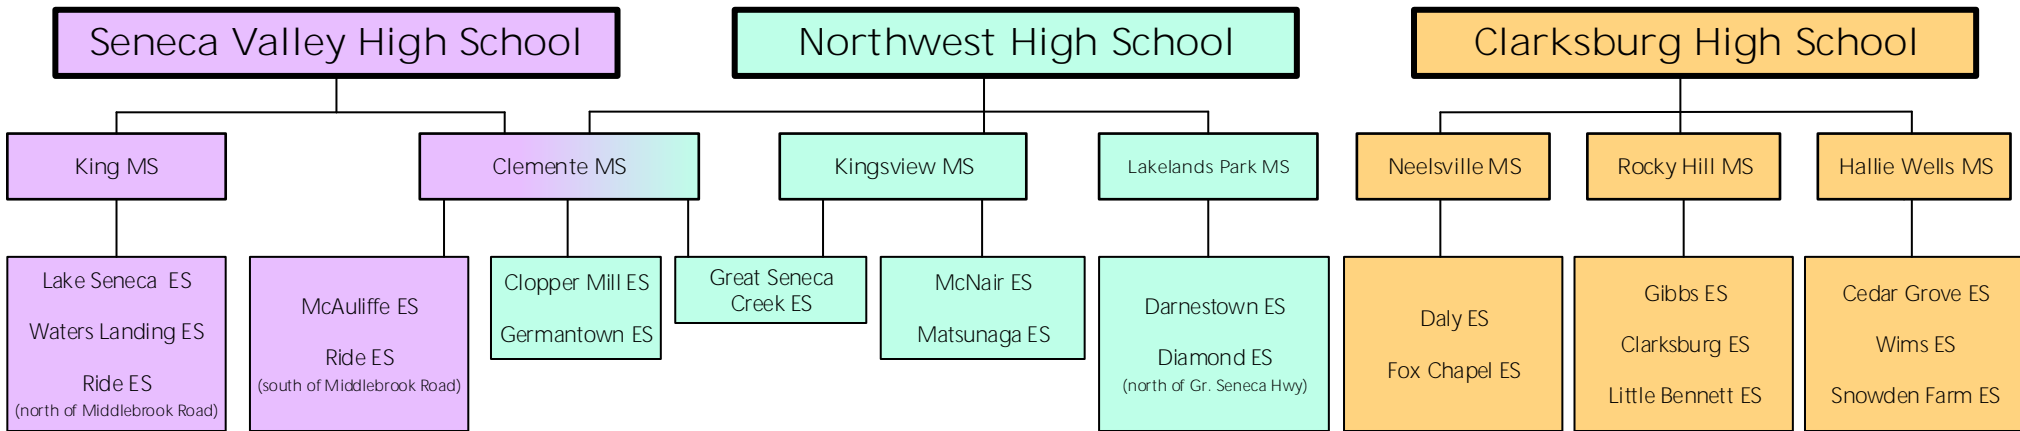 Seneca Valley High School
Northwest High School
Clarksburg High School
King MS
Clemente MS
Kingsview MS
Lakelands Park MS
Neelsville MS
Rocky Hill MS
Hallie Wells MS
Lake Seneca ES
Waters Landing ES
Ride ES
(north of Middlebrook Road)
McAuliffe ES
Ride ES
(south of Middlebrook Road)
Clopper Mill ES
Germantown ES
Great Seneca
Creek ES
McNair ES
Matsunaga ES
Darnestown ES
Diamond ES
(north of Gr. Seneca Hwy)
Daly ES
Fox Chapel ES
Gibbs ES
Clarksburg ES
Little Bennett ES
Cedar Grove ES
Wims ES
Snowden Farm ES